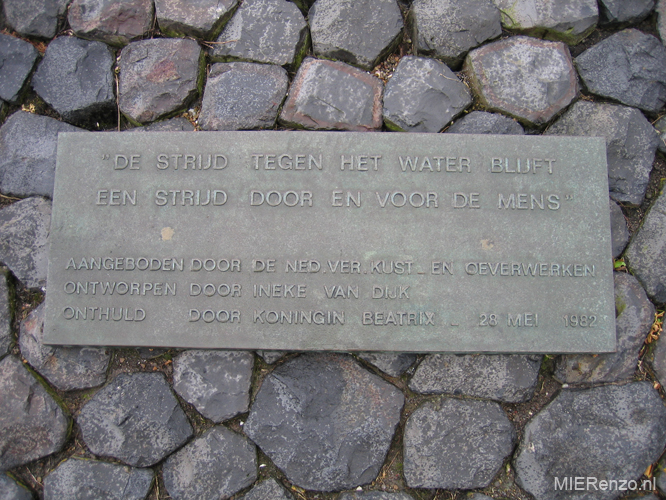 "DE STRIJD TEGEN HET WATER BLIJFT
EEN STRIJD DOOR EN VOOR DE MENS"
AANGEBODEN DOOR DE NED. VER. KUST_ EN OEVERWERKEN
ONTWORPEN DOOR INEKE VAN DIJK
ONTHULD DOOR KONINGIN BEATRIX _ 28 MEI 1982
MIERenzo.nl